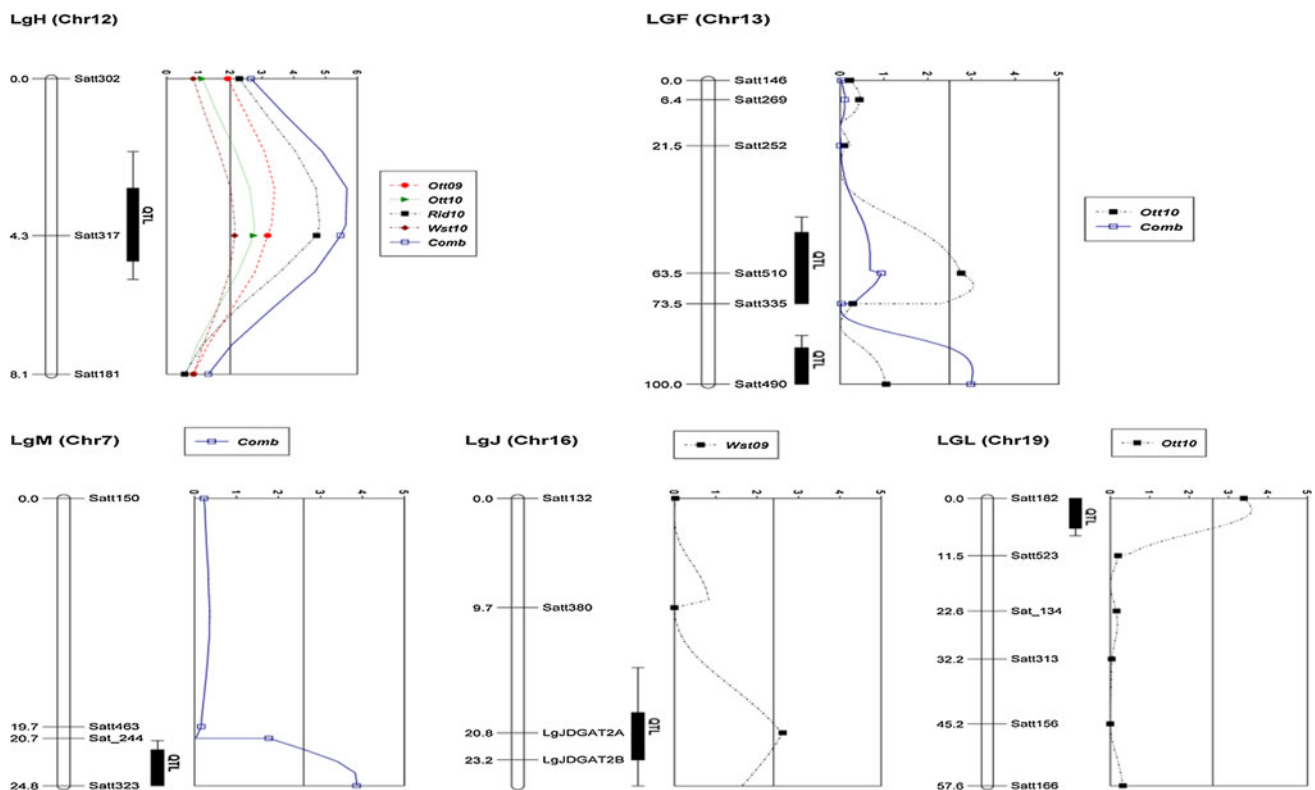 LgH (Chr12)
0.0 Satt302
4.3 Satt317
8.1 Satt181
QTL
0 1 2 3 4 5 6
Ott09
Ott10
Rid10
Wst10
Comb
LGF (Chr13)
0.0 Satt146
6.4 Satt269
21.5 Satt252
63.5 Satt510
73.5 Satt335
100.0 Satt490
QTL
QTL
0 1 2 3 4 5
Ott10
Comb
LgM (Chr7)
Comb
0.0 Satt150
19.7 Satt463
20.7 Sat_244
24.8 Satt323
QTL
0 1 2 3 4 5
LgJ (Chr16)
Wst09
0.0 Satt132
9.7 Satt380
20.8 LgJDGAT2A
23.2 LgJDGAT2B
QTL
0 1 2 3 4 5
LGL (Chr19)
Ott10
0.0 Satt182
11.5 Satt523
22.6 Sat_134
32.2 Satt313
45.2 Satt156
57.6 Satt166
QTL
0 1 2 3 4 5